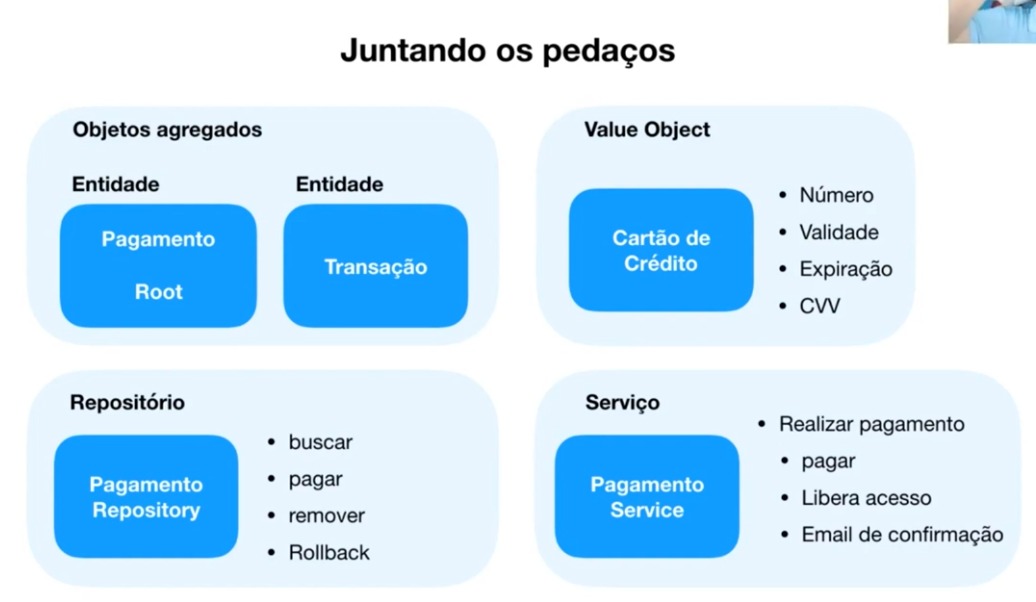 Juntando os pedaços
Objetos agregados
Entidade
Pagamento
Root
Entidade
Transação
Value Object
Cartão de
Crédito
• Número
• Validade
• Expiração
• CVV
Repositório
Pagamento
Repository
• buscar
• pagar
• remover
• Rollback
Serviço
Pagamento
Service
• Realizar pagamento
• pagar
• Libera acesso
• Email de confirmação